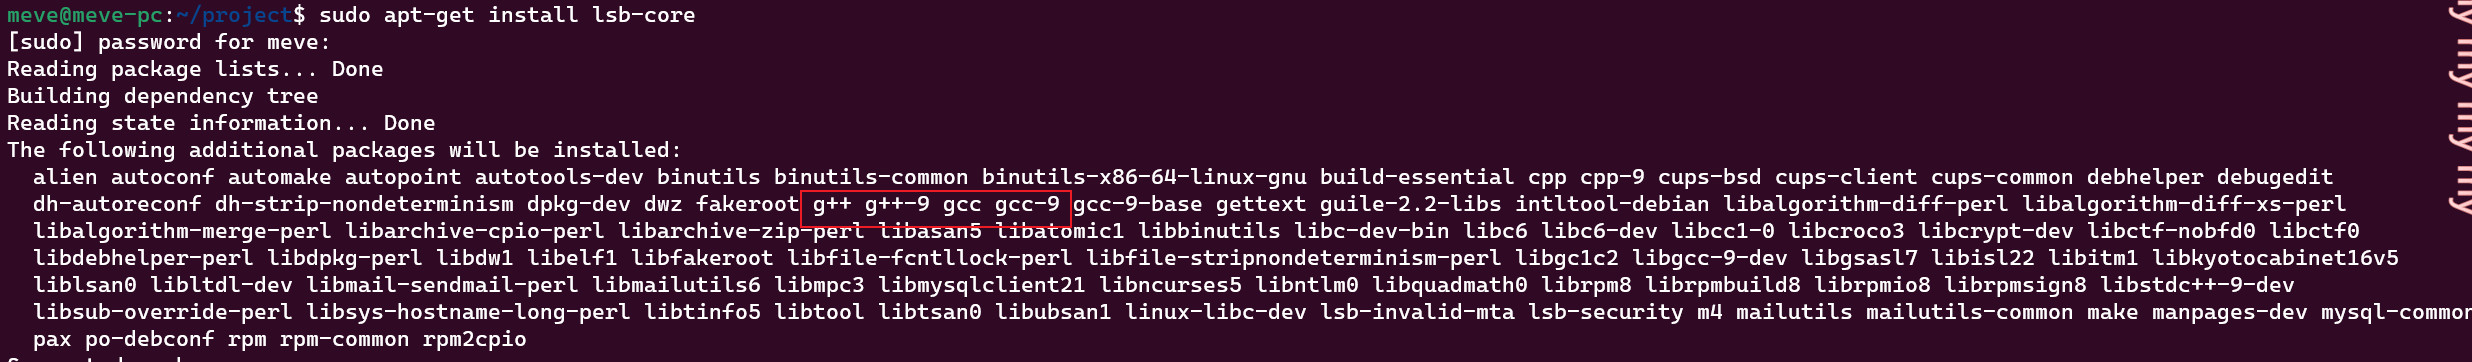 meve@meve-pc:~/project$ sudo apt-get install lsb-core
[sudo] password for meve:
Reading package lists... Done
Building dependency tree
Reading state information... Done
The following additional packages will be installed:
alien autoconf automake autopoint autotools-dev binutils binutils-common binutils-x86-64-linux-gnu build-essential cpp cpp-9 cups-bsd cups-client cups-common debhelper debugedit
dh-autoreconf dh-strip-nondeterminism dpkg-dev dwz fakeroot g++ g++-9 gcc gcc-9 gcc-9-base gettext guile-2.2-libs intltool-debian libalgorithm-diff-perl libalgorithm-diff-xs-perl
libalgorithm-merge-perl libarchive-cpio-perl libarchive-zip-perl libasan5 libatomic1 libbinutils libc-dev-bin libc6 libc6-dev libcc1-0 libcroco3 libcrypt-dev libctf-nobfd0 libctf0
libdebhelper-perl libdpkg-perl libdw1 libelf1 libfakeroot libfile-fcntllock-perl libfile-stripnondeterminism-perl libgc1c2 libgcc-9-dev libgsasl7 libisl22 libitm1 libkyotocabinet16v5
liblsan0 libltdl-dev libmail-sendmail-perl libmailutils6 libmpc3 libmysqlclient21 libncurses5 libntlm0 libquadmath0 librpm8 librpmbuild8 librpmio8 librpmsign8 libstdc++-9-dev
libsub-override-perl libsys-hostname-long-perl libtinfo5 libtool libtsan0 libubsan1 linux-libc-dev lsb-invalid-mta lsb-security m4 mailutils mailutils-common make manpages-dev mysql-common
pax po-debconf rpm rpm-common rpm2cpio